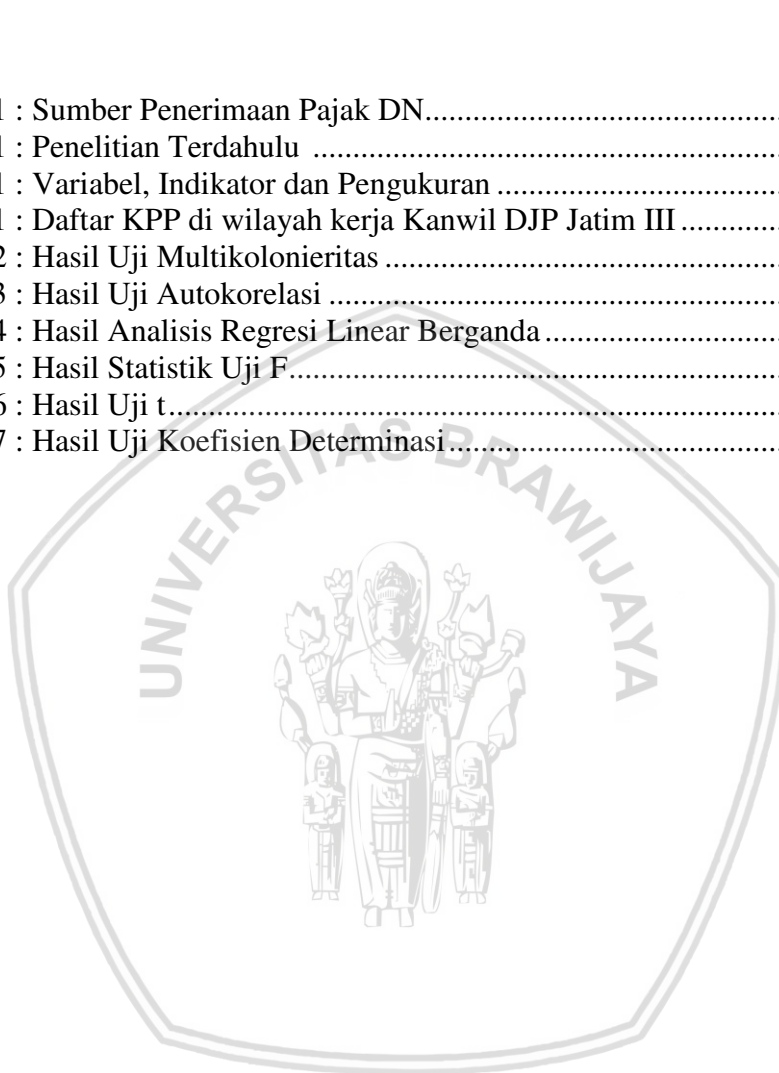 1 : Sumber Penerimaan Pajak DN....................................................
1 : Penelitian Terdahulu ....................................................
1 : Variabel, Indikator dan Pengukuran ....................................................
1 : Daftar KPP di wilayah kerja Kanwil DJP Jatim III ....................................................
2 : Hasil Uji Multikolonieritas ....................................................
3 : Hasil Uji Autokorelasi ....................................................
4 : Hasil Analisis Regresi Linear Berganda ....................................................
5 : Hasil Statistik Uji F....................................................
6 : Hasil Uji t....................................................
7 : Hasil Uji Koefisien Determinasi....................................................
UNIVERSITAS BRAWIJAYA